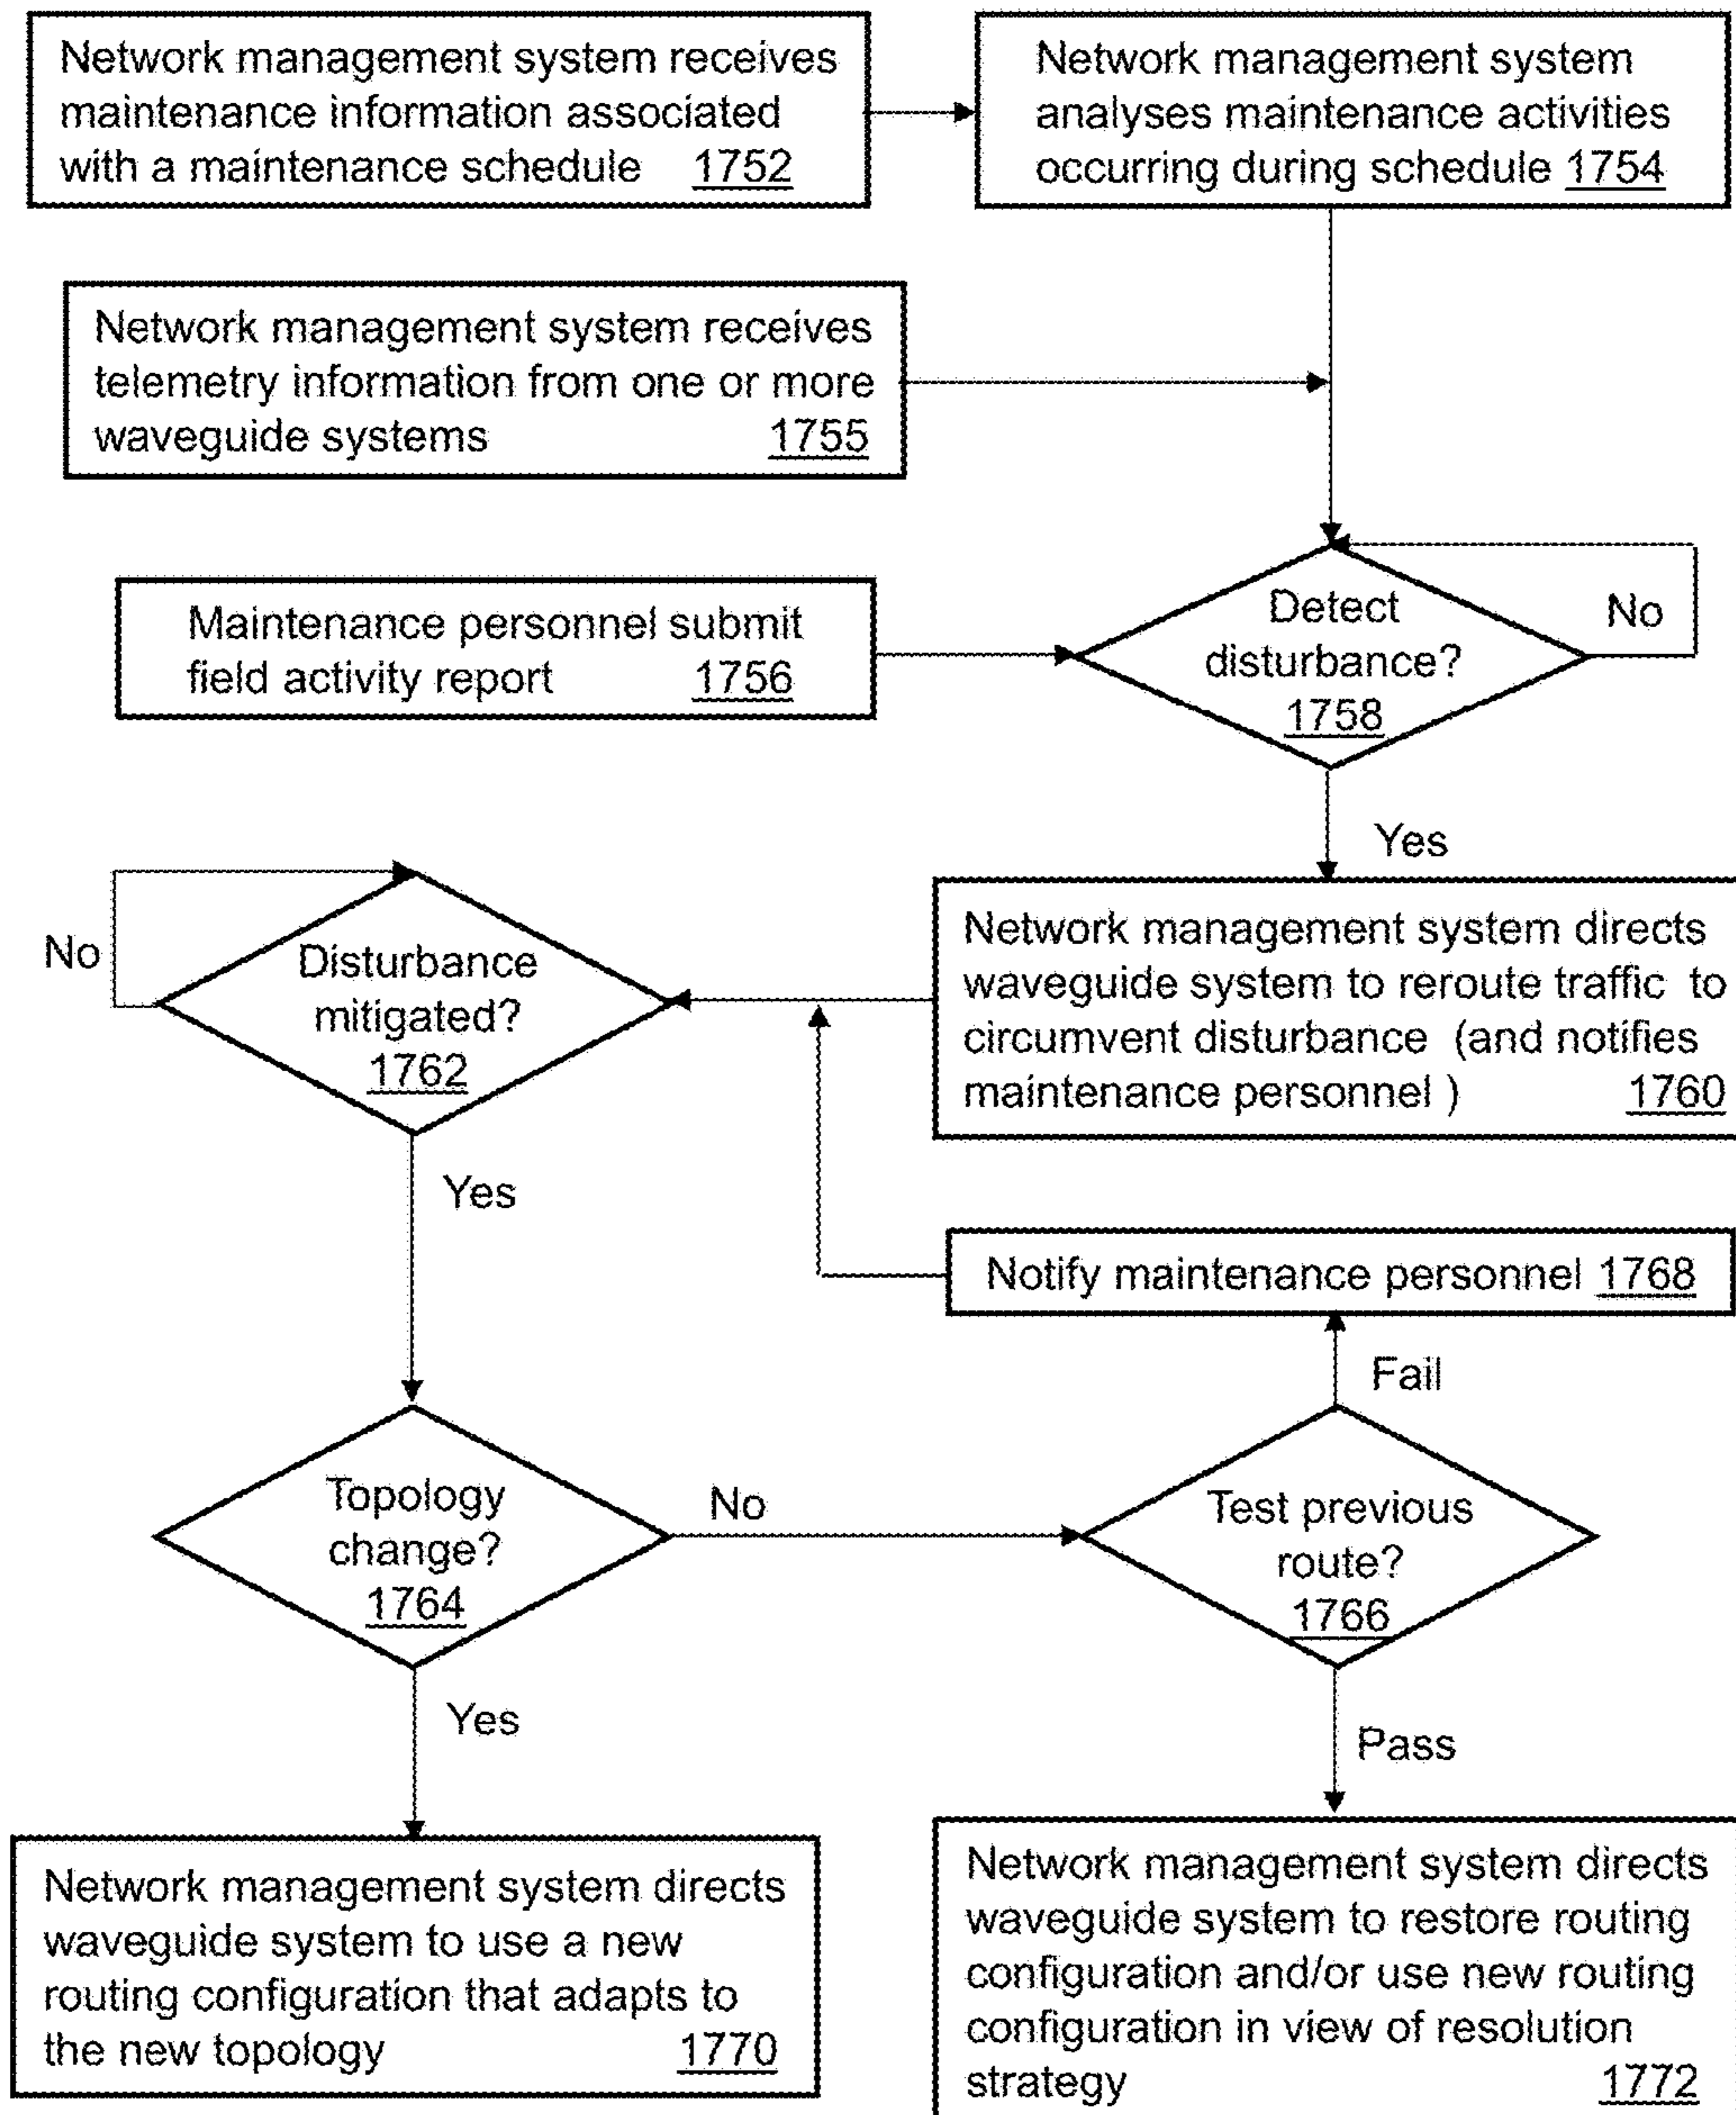 Network management system receives
maintenance information associated
with a maintenance schedule 1752
Network management system
analyses maintenance activities
occurring during schedule 1754
Network management system receives
telemetry information from one or more
waveguide systems 1755
Maintenance personnel submit
field activity report 1756
Detect
disturbance?
1758
No
Yes
Network management system directs
waveguide system to reroute traffic to
circumvent disturbance (and notifies
maintenance personnel ) 1760
Disturbance
mitigated?
1762
No
Yes
Notify maintenance personnel 1768
Fail
Topology
change?
1764
No
Test previous
route?
1766
Yes
Pass
Network management system directs
waveguide system to use a new
routing configuration that adapts to
the new topology 1770
Network management system directs
waveguide system to restore routing
configuration and/or use new routing
configuration in view of resolution
strategy 1772